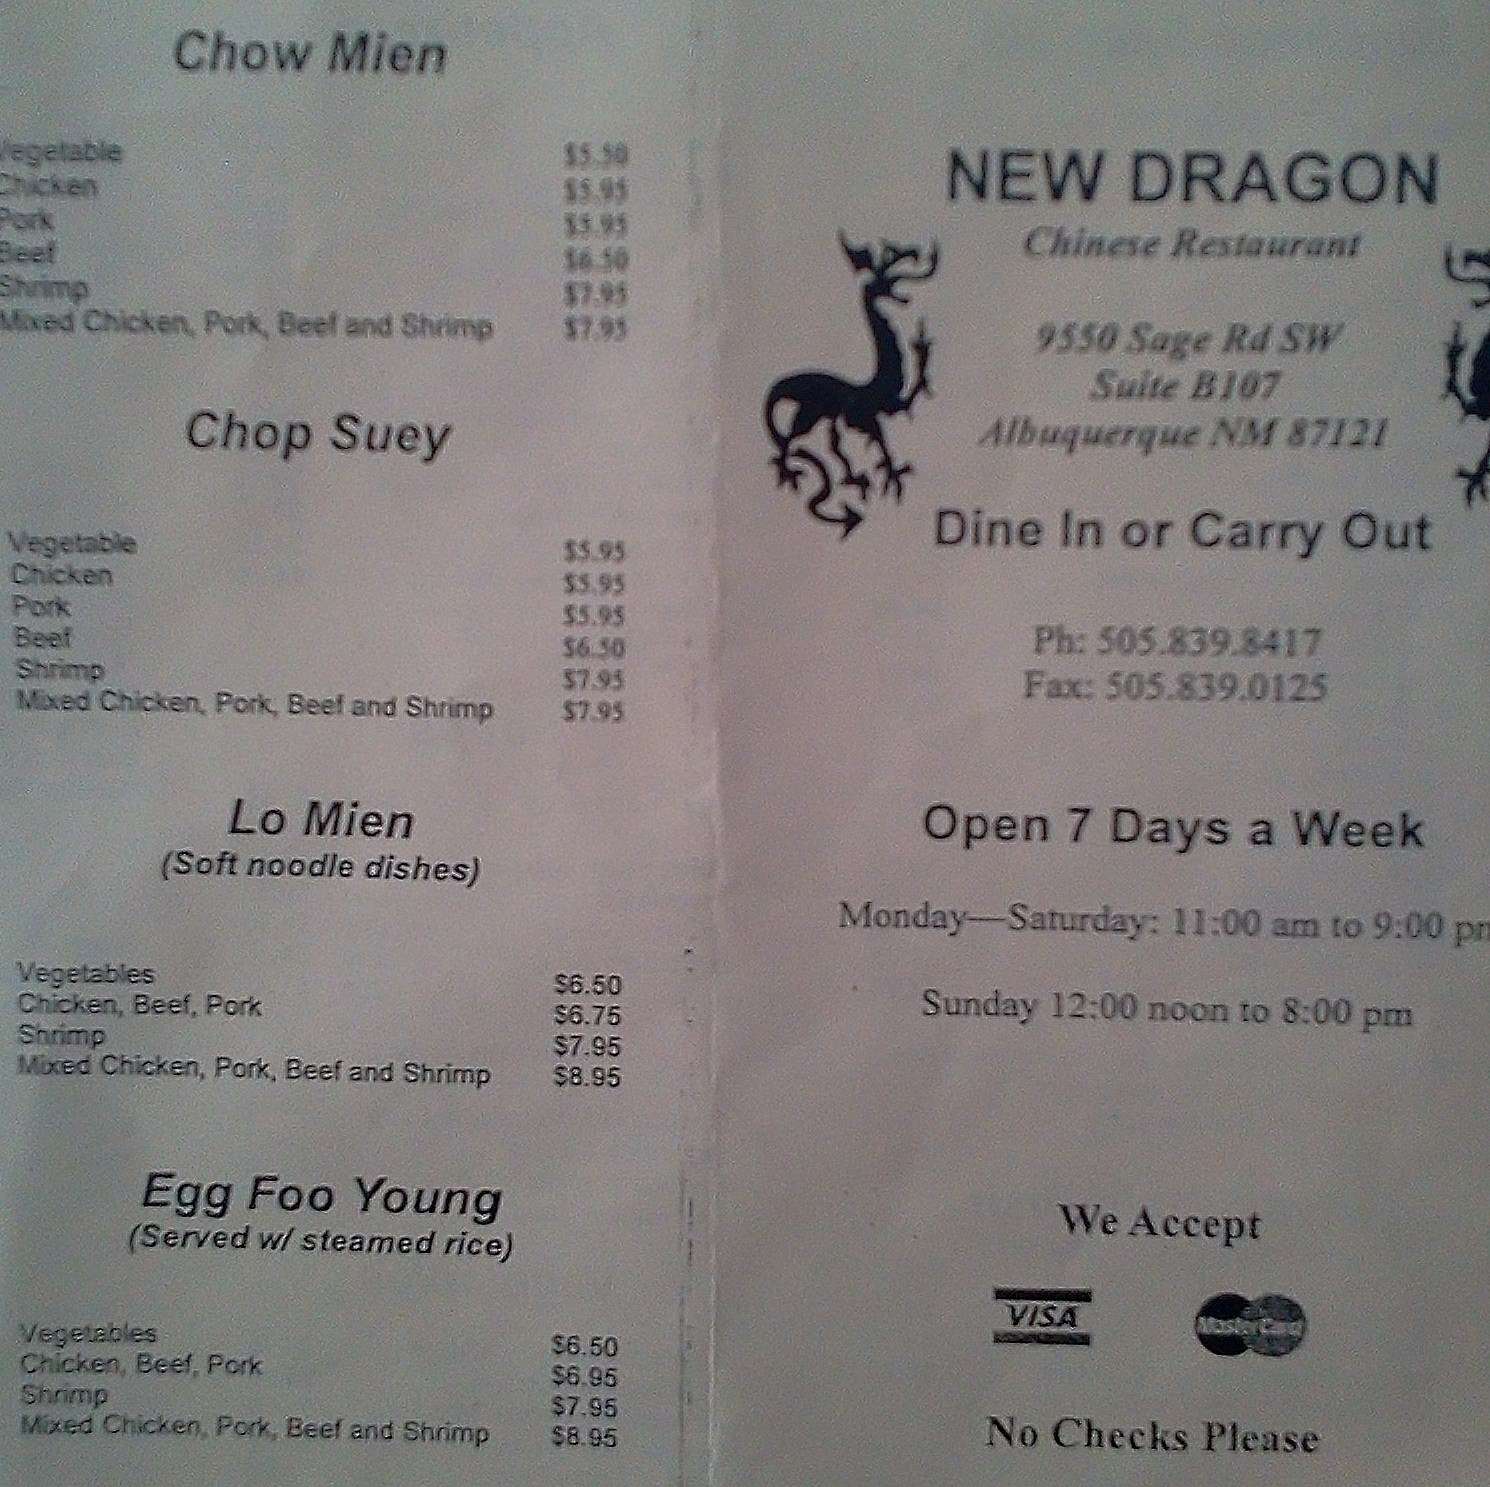 Chow Mien
Vegetable $5.50
Chicken $5.95
Pork $5.95
Beef $6.50
Shrimp $7.95
Mixed Chicken, Pork, Beef and Shrimp $7.95
Chop Suey
Vegetable $5.95
Chicken $5.95
Pork $5.95
Beef $6.50
Shrimp $7.95
Mixed Chicken, Pork, Beef and Shrimp $7.95
Lo Mien
(Soft noodle dishes)
Vegetables $6.50
Chicken, Beef, Pork $6.75
Shrimp $7.95
Mixed Chicken, Pork, Beef and Shrimp $8.95
Egg Foo Young
(Served w/ steamed rice)
Vegetables $6.50
Chicken, Beef, Pork $6.95
Shrimp $7.95
Mixed Chicken, Pork, Beef and Shrimp $8.95
NEW DRAGON
Chinese Restaurant
9550 Sage Rd SW
Suite B107
Albuquerque NM 87121
Dine In or Carry Out
Ph: 505.839.8417
Fax: 505.839.0125
Open 7 Days a Week
Monday—Saturday: 11:00 am to 9:00 pm
Sunday 12:00 noon to 8:00 pm
We Accept
VISA
MasterCard
No Checks Please